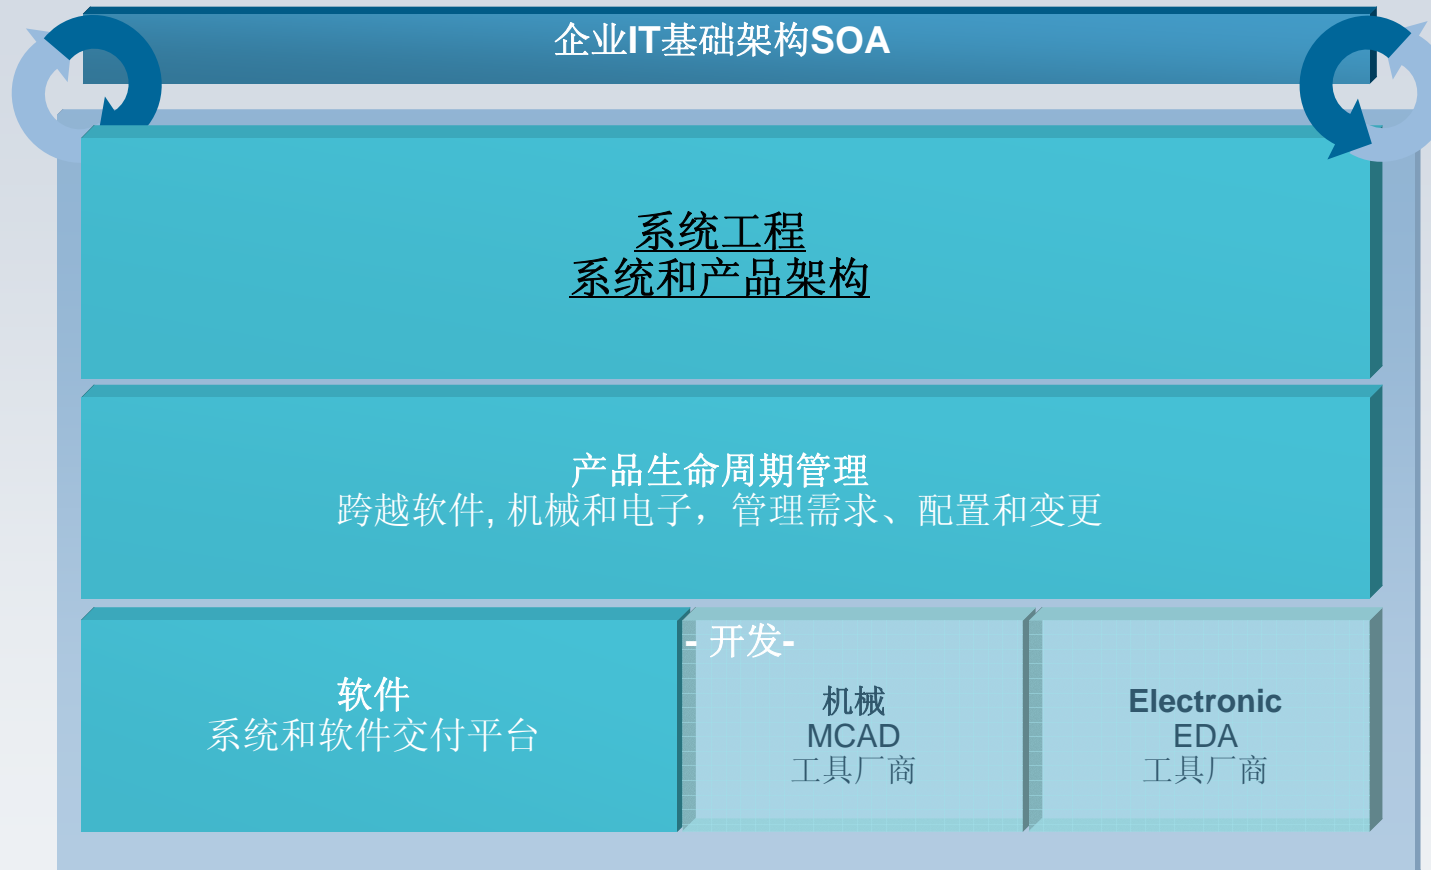 企业IT基础架构SOA
系统工程
系统和产品架构
产品生命周期管理
跨越软件, 机械和电子，管理需求、配置和变更
- 开发-
软件
系统和软件交付平台
机械
MCAD
工具厂商
Electronic
EDA
工具厂商